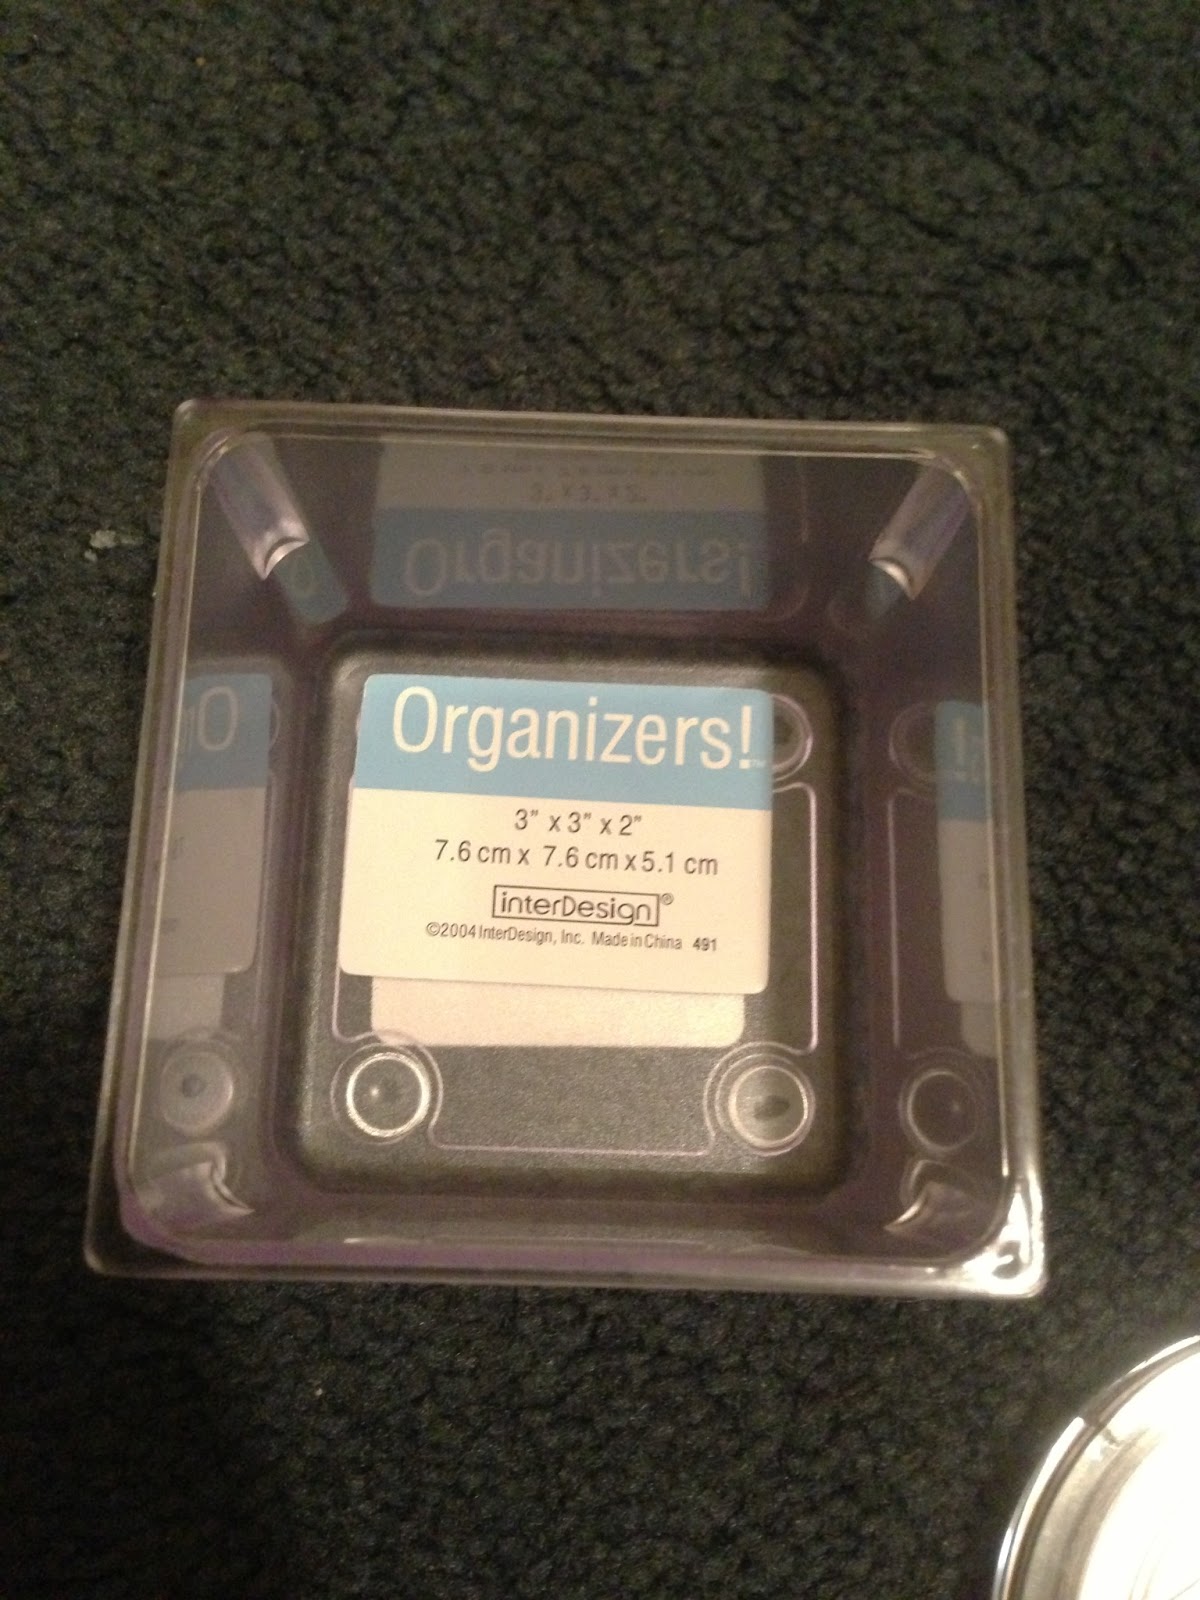 Organizers!™
3" x 3" x 2"
7.6 cm x 7.6 cm x 5.1 cm
interDesign®
©2004 InterDesign, Inc. Made in China 491